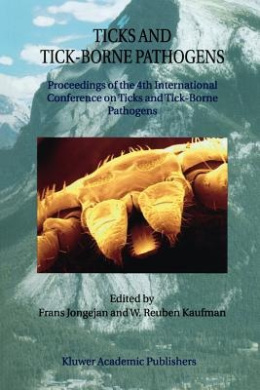 TICKS AND
TICK-BORNE PATHOGENS
Proceedings of the 4th International
Conference on Ticks and Tick-Borne
Pathogens
Edited by
Frans Jongejan and W. Reuben Kaufman
Kluwer Academic Publishers